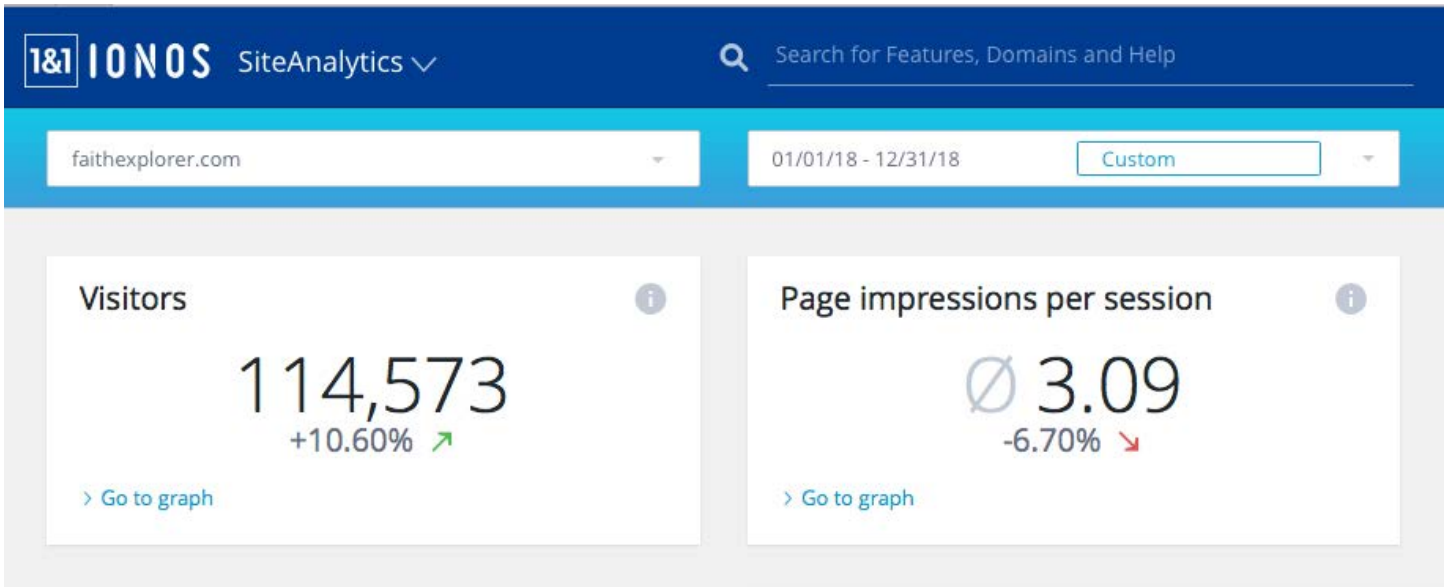 1&1 IONOS SiteAnalytics
Search for Features, Domains and Help
faithexplorer.com
01/01/18 - 12/31/18 Custom
Visitors
114,573
+10.60%
Go to graph
Page impressions per session
Ø 3.09
-6.70%
Go to graph